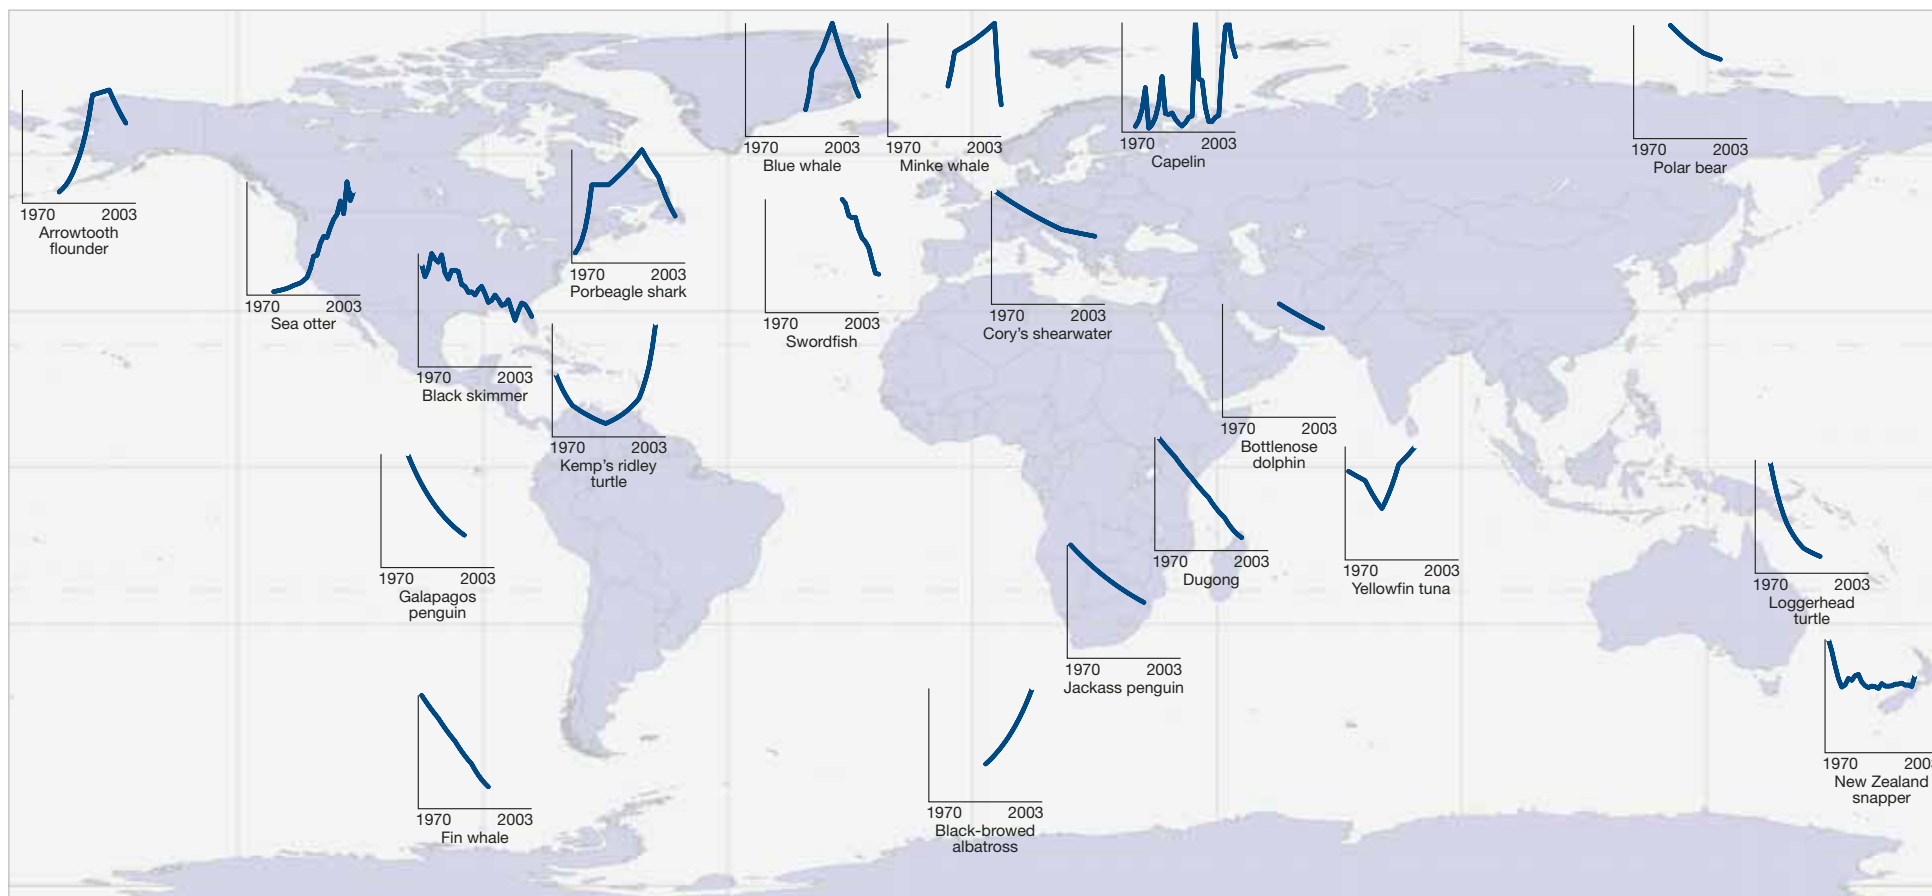 1970 2003
Arrowtooth
flounder
1970 2003
Sea otter
1970 2003
Black skimmer
1970 2003
Porbeagle shark
1970 2003
Kemp's ridley
turtle
1970 2003
Blue whale
1970 2003
Minke whale
1970 2003
Capelin
1970 2003
Polar bear
1970 2003
Swordfish
1970 2003
Cory's shearwater
1970 2003
Bottlenose
dolphin
1970 2003
Galapagos
penguin
1970 2003
Dugong
1970 2003
Yellowfin tuna
1970 2003
Loggerhead
turtle
1970 2003
Jackass penguin
1970 2003
Fin whale
1970 2003
Black-browed
albatross
1970 200
New Zealand
snapper